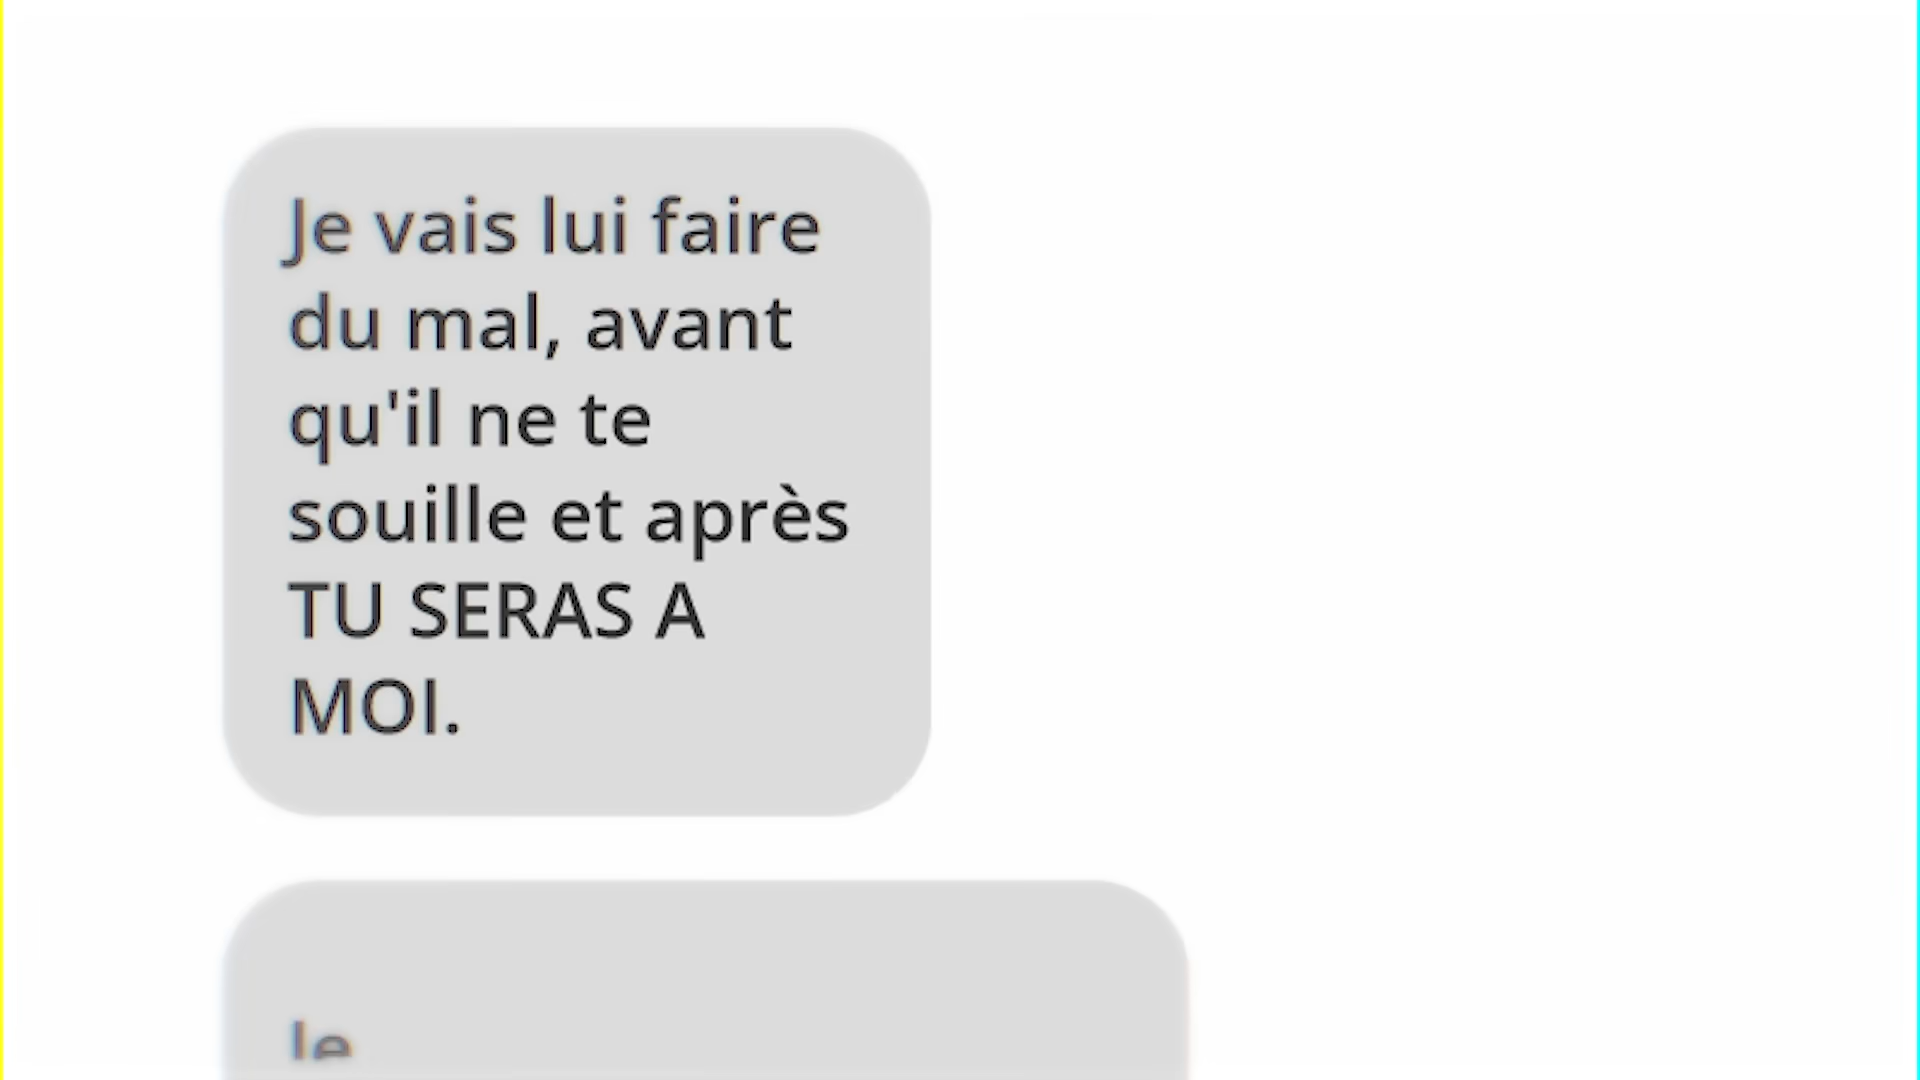 Je vais lui faire
du mal, avant
qu'il ne te
souille et après
TU SERAS A
MOI.